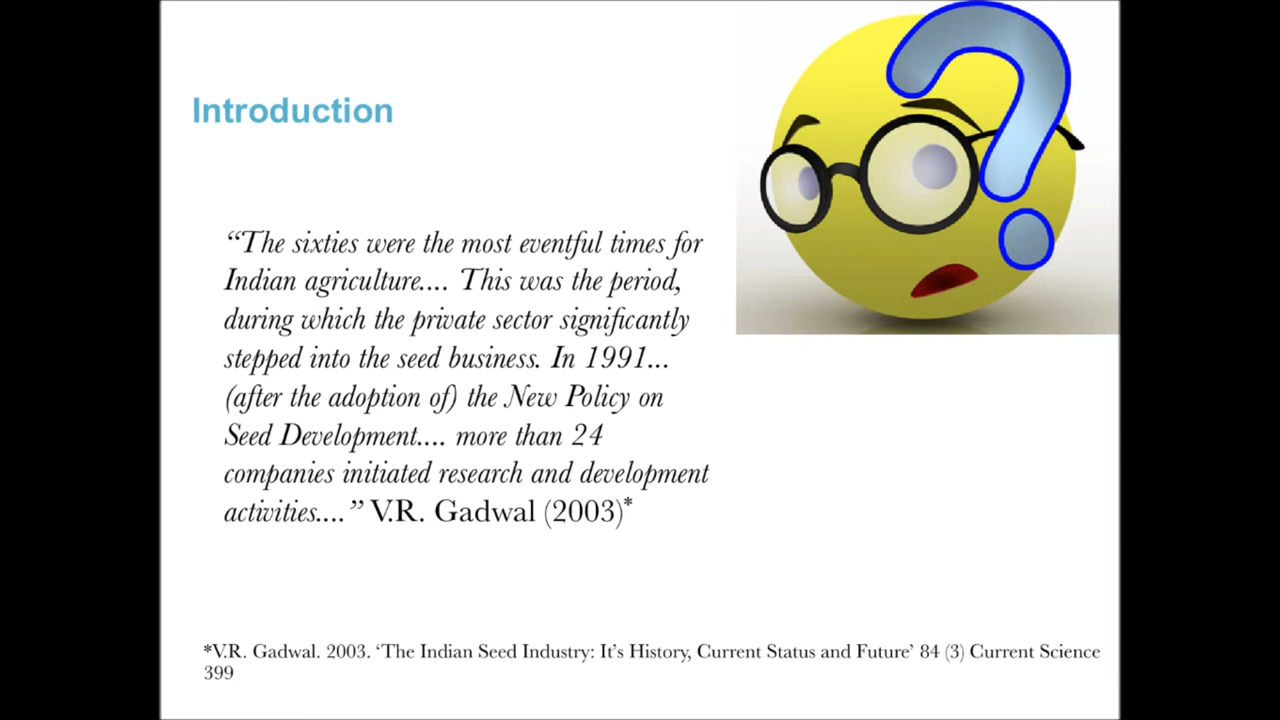 Introduction
“The sixties were the most eventful times for
Indian agriculture.... This was the period,
during which the private sector significantly
stepped into the seed business. In 1991...
(after the adoption of) the New Policy on
Seed Development.... more than 24
companies initiated research and development
activities....” V.R. Gadwal (2003)*
*V.R. Gadwal. 2003. ‘The Indian Seed Industry: It’s History, Current Status and Future’ 84 (3) Current Science
399